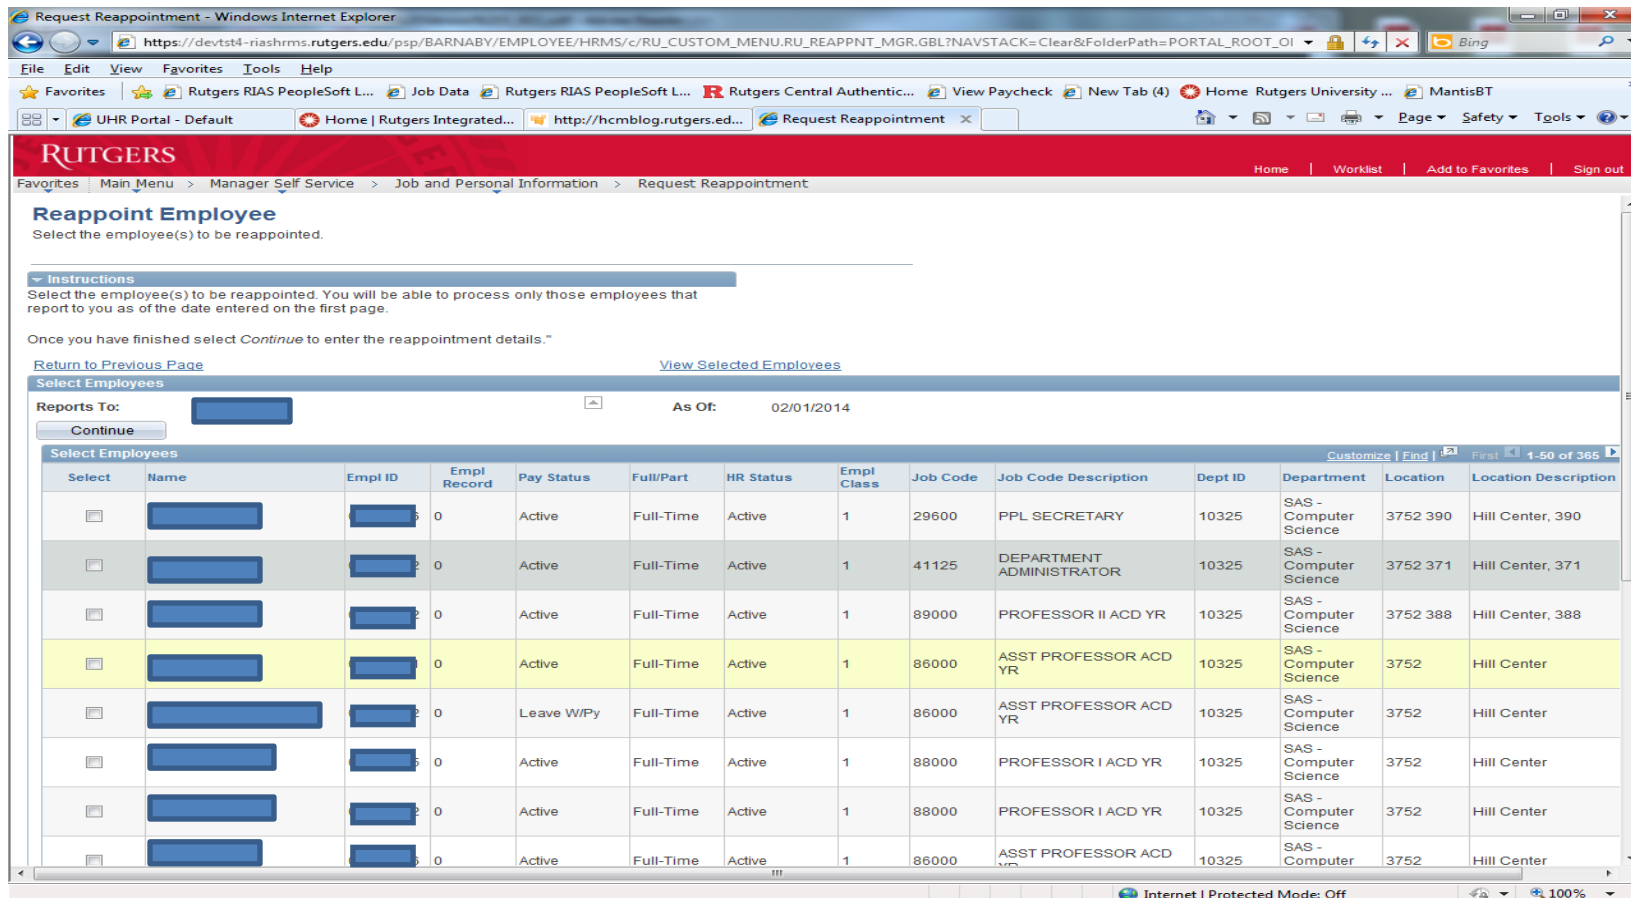 Request Reappointment - Windows Internet Explorer
https://devtst4-riashrms.rutgers.edu/psp/BARNABY/EMPLOYEE/HRMS/c/RU_CUSTOM_MENU.RU_REAPPNT_MGR.GBL?NAVSTACK=Clear&FolderPath=PORTAL_ROOT_OI Bing
File Edit View Favorites Tools Help
Favorites Rutgers RIAS PeopleSoft L... Job Data Rutgers RIAS PeopleSoft L... Rutgers Central Authentic... View Paycheck New Tab (4) Home Rutgers University ... MantisBT
UHR Portal - Default Home | Rutgers Integrated... http://hcmblog.rutgers.ed... Request Reappointment Page Safety Tools
RUTGERS
Home | Worklist | Add to Favorites | Sign out
Favorites Main Menu > Manager Self Service > Job and Personal Information > Request Reappointment
Reappoint Employee
Select the employee(s) to be reappointed.
Instructions
Select the employee(s) to be reappointed. You will be able to process only those employees that
report to you as of the date entered on the first page.
Once you have finished select Continue to enter the reappointment details."
Return to Previous Page View Selected Employees
Select Employees
Reports To: As Of: 02/01/2014
Continue
Select Employees Customize | Find | First 1-50 of 365
Select Name Empl ID Empl Record Pay Status Full/Part HR Status Empl Class Job Code Job Code Description Dept ID Department Location Location Description
6 0 Active Full-Time Active 1 29600 PPL SECRETARY 10325 SAS - Computer Science 3752 390 Hill Center, 390
2 0 Active Full-Time Active 1 41125 DEPARTMENT ADMINISTRATOR 10325 SAS - Computer Science 3752 371 Hill Center, 371
2 0 Active Full-Time Active 1 89000 PROFESSOR II ACD YR 10325 SAS - Computer Science 3752 388 Hill Center, 388
0 Active Full-Time Active 1 86000 ASST PROFESSOR ACD YR 10325 SAS - Computer Science 3752 Hill Center
2 0 Leave W/Py Full-Time Active 1 86000 ASST PROFESSOR ACD YR 10325 SAS - Computer Science 3752 Hill Center
0 Active Full-Time Active 1 88000 PROFESSOR I ACD YR 10325 SAS - Computer Science 3752 Hill Center
2 0 Active Full-Time Active 1 88000 PROFESSOR I ACD YR 10325 SAS - Computer Science 3752 Hill Center
0 Active Full-Time Active 1 86000 ASST PROFESSOR ACD 10325 SAS - Computer 3752 Hill Center
Internet | Protected Mode: Off 100%